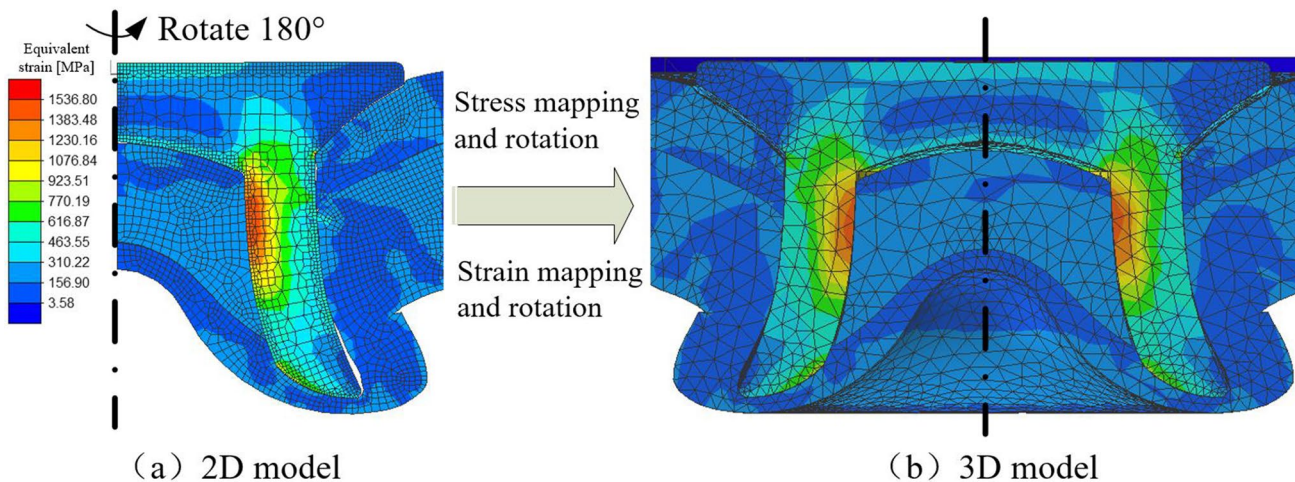 Rotate 180°
Equivalent
strain [MPa]
1536.80
1383.48
1230.16
1076.84
923.51
770.19
616.87
463.55
310.22
156.90
3.58
Stress mapping
and rotation
Strain mapping
and rotation
（a）2D model
（b）3D model